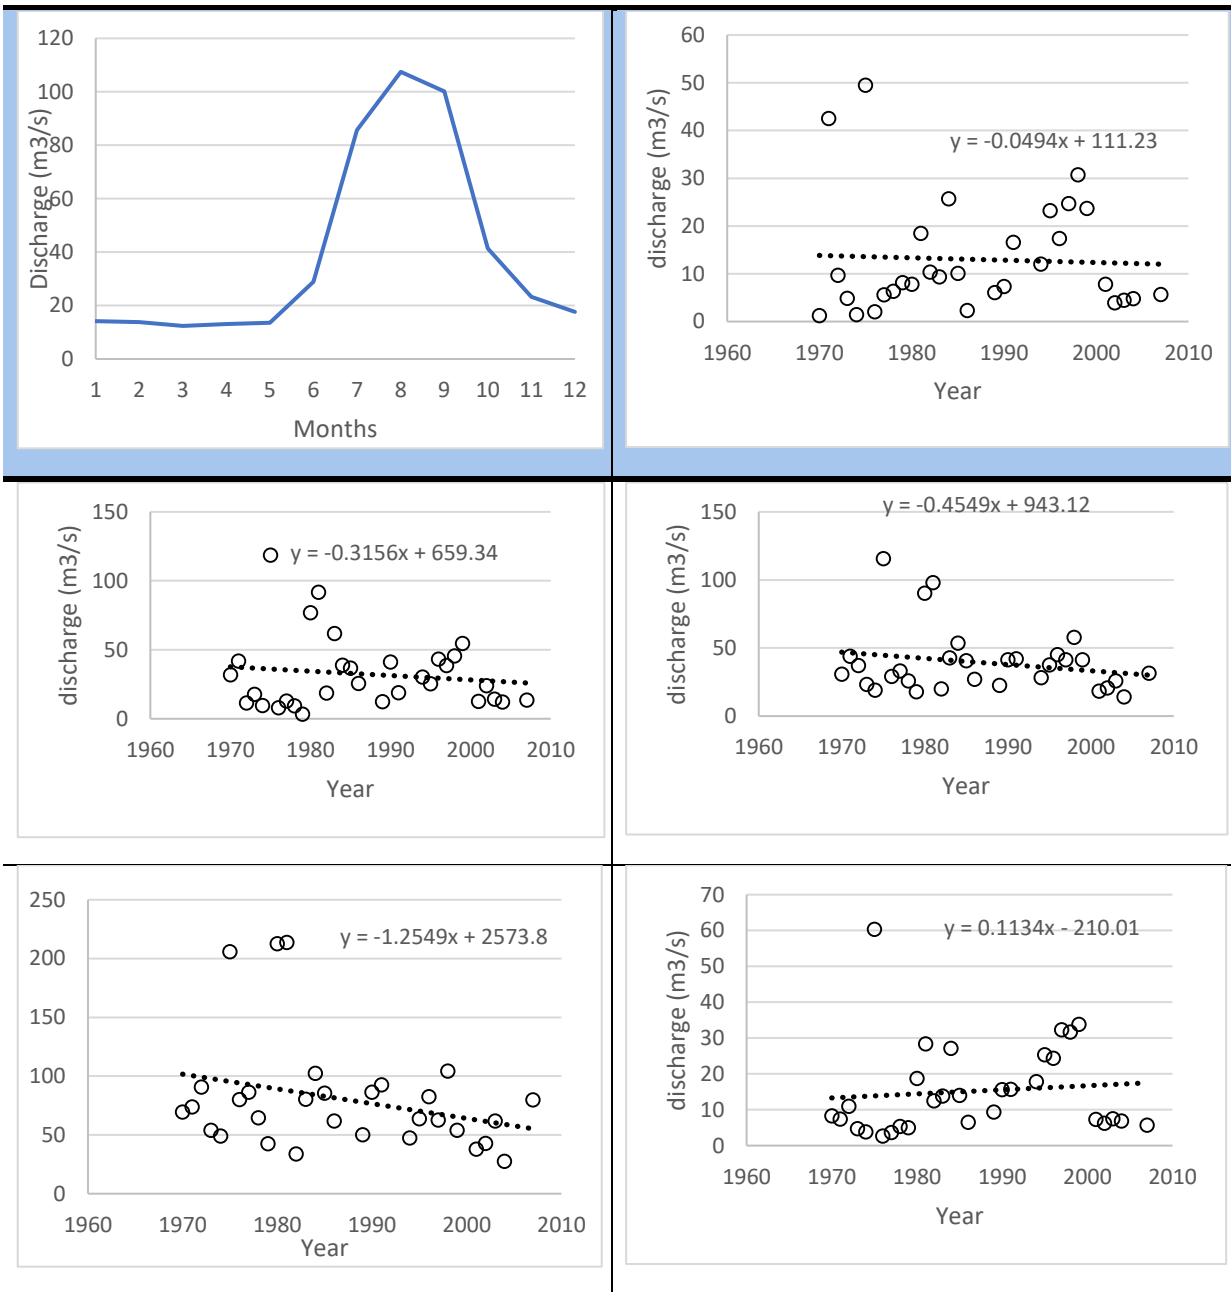 120
100
80
60
40
20
0
Discharge (m3/s)
1 2 3 4 5 6 7 8 9 10 11 12
Months
60
50
40
30
20
10
0
discharge (m3/s)
y = -0.0494x + 111.23
1960 1970 1980 1990 2000 2010
Year
150
100
50
0
discharge (m3/s)
y = -0.3156x + 659.34
1960 1970 1980 1990 2000 2010
Year
y = -0.4549x + 943.12
150
100
50
0
discharge (m3/s)
1960 1970 1980 1990 2000 2010
Year
250
200
150
100
50
0
y = -1.2549x + 2573.8
1960 1970 1980 1990 2000 2010
Year
70
60
50
40
30
20
10
0
discharge (m3/s)
y = 0.1134x - 210.01
1960 1970 1980 1990 2000 2010
Year